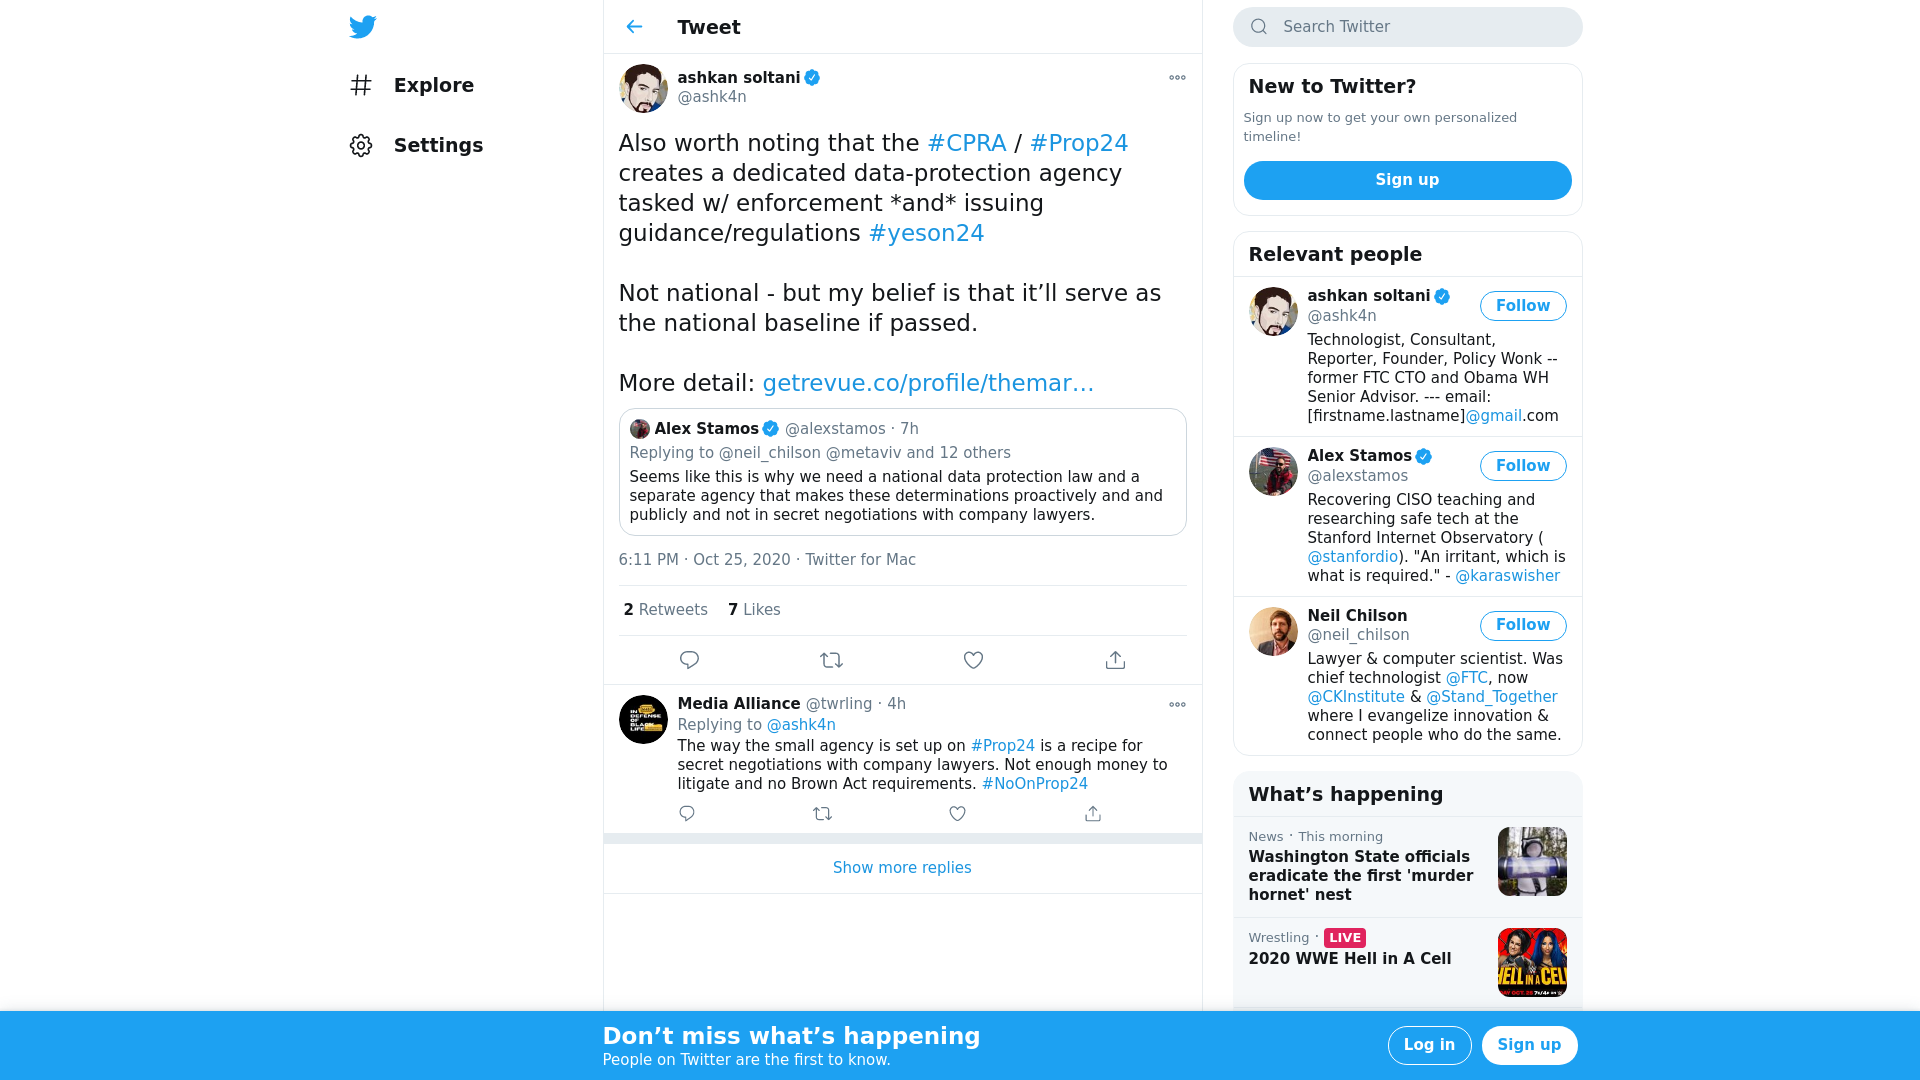 Explore
Settings
Tweet
ashkan soltani
@ashk4n
Also worth noting that the #CPRA / #Prop24
creates a dedicated data-protection agency
tasked w/ enforcement *and* issuing
guidance/regulations #yeson24
Not national - but my belief is that it’ll serve as
the national baseline if passed.
More detail: getrevue.co/profile/themar…
Alex Stamos @alexstamos · 7h
Replying to @neil_chilson @metaviv and 12 others
Seems like this is why we need a national data protection law and a
separate agency that makes these determinations proactively and and
publicly and not in secret negotiations with company lawyers.
6:11 PM · Oct 25, 2020 · Twitter for Mac
2 Retweets 7 Likes
Media Alliance @twrling · 4h
Replying to @ashk4n
The way the small agency is set up on #Prop24 is a recipe for
secret negotiations with company lawyers. Not enough money to
litigate and no Brown Act requirements. #NoOnProp24
Show more replies
Search Twitter
New to Twitter?
Sign up now to get your own personalized
timeline!
Sign up
Relevant people
ashkan soltani
@ashk4n
Follow
Technologist, Consultant,
Reporter, Founder, Policy Wonk --
former FTC CTO and Obama WH
Senior Advisor. --- email:
[firstname.lastname]@gmail.com
Alex Stamos
@alexstamos
Follow
Recovering CISO teaching and
researching safe tech at the
Stanford Internet Observatory (
@stanfordio). "An irritant, which is
what is required." - @karaswisher
Neil Chilson
@neil_chilson
Follow
Lawyer & computer scientist. Was
chief technologist @FTC, now
@CKInstitute & @Stand_Together
where I evangelize innovation &
connect people who do the same.
What’s happening
News · This morning
Washington State officials
eradicate the first 'murder
hornet' nest
Wrestling · LIVE
2020 WWE Hell in A Cell
HELL IN A CELL
Don’t miss what’s happening
People on Twitter are the first to know.
Log in
Sign up